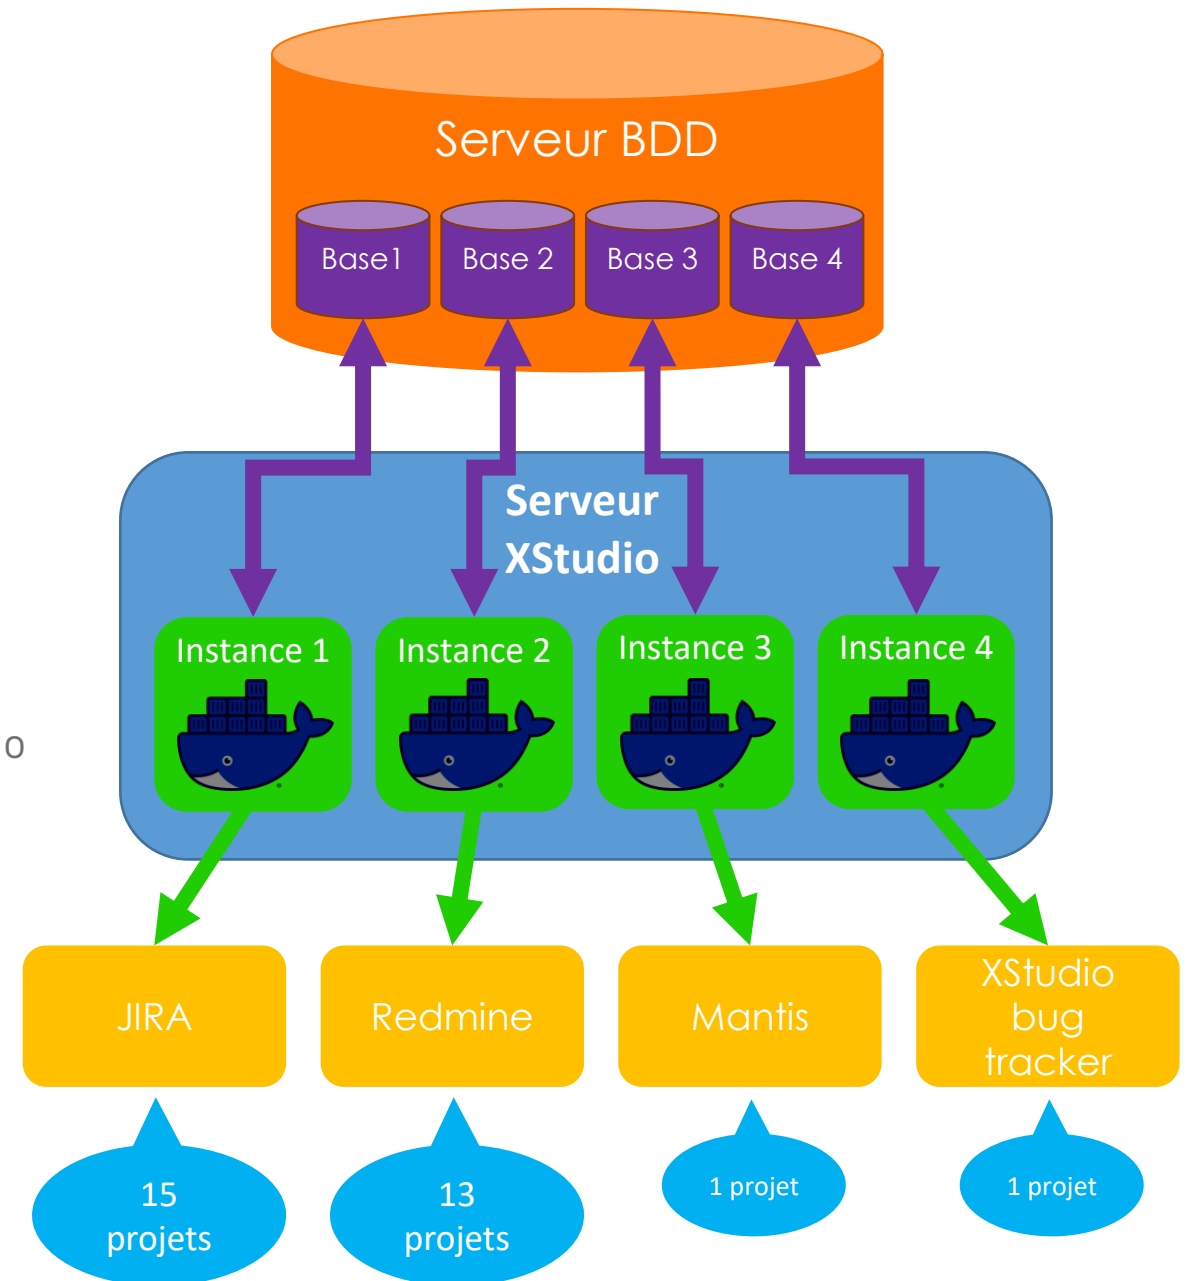 Serveur BDD
Base1
Base 2
Base 3
Base 4
Serveur
XStudio
Instance 1
Instance 2
Instance 3
Instance 4
o
JIRA
Redmine
Mantis
XStudio
bug
tracker
15
projets
13
projets
1 projet
1 projet